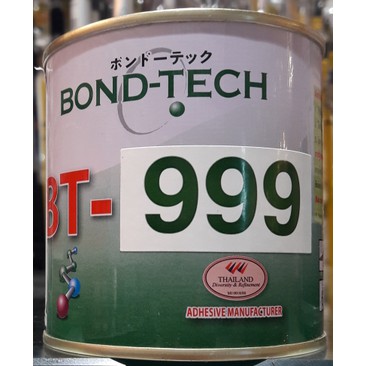 ボンドーテック
BOND-TECH
BT- 999
THAILAND
Diversity & Refinement
ADHESIVE MANUFACTURER